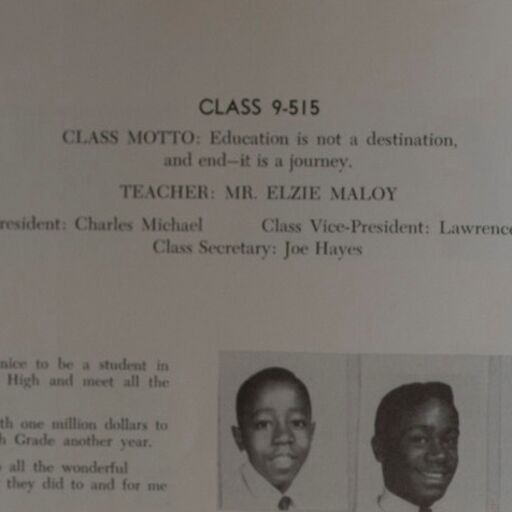 CLASS 9-515
CLASS MOTTO: Education is not a destination,
and end—it is a journey.
TEACHER: MR. ELZIE MALOY
resident: Charles Michael Class Vice-President: Lawrence
Class Secretary: Joe Hayes
nice to be a student in
High and meet all the
th one million dollars to
h Grade another year.
all the wonderful
they did to and for me